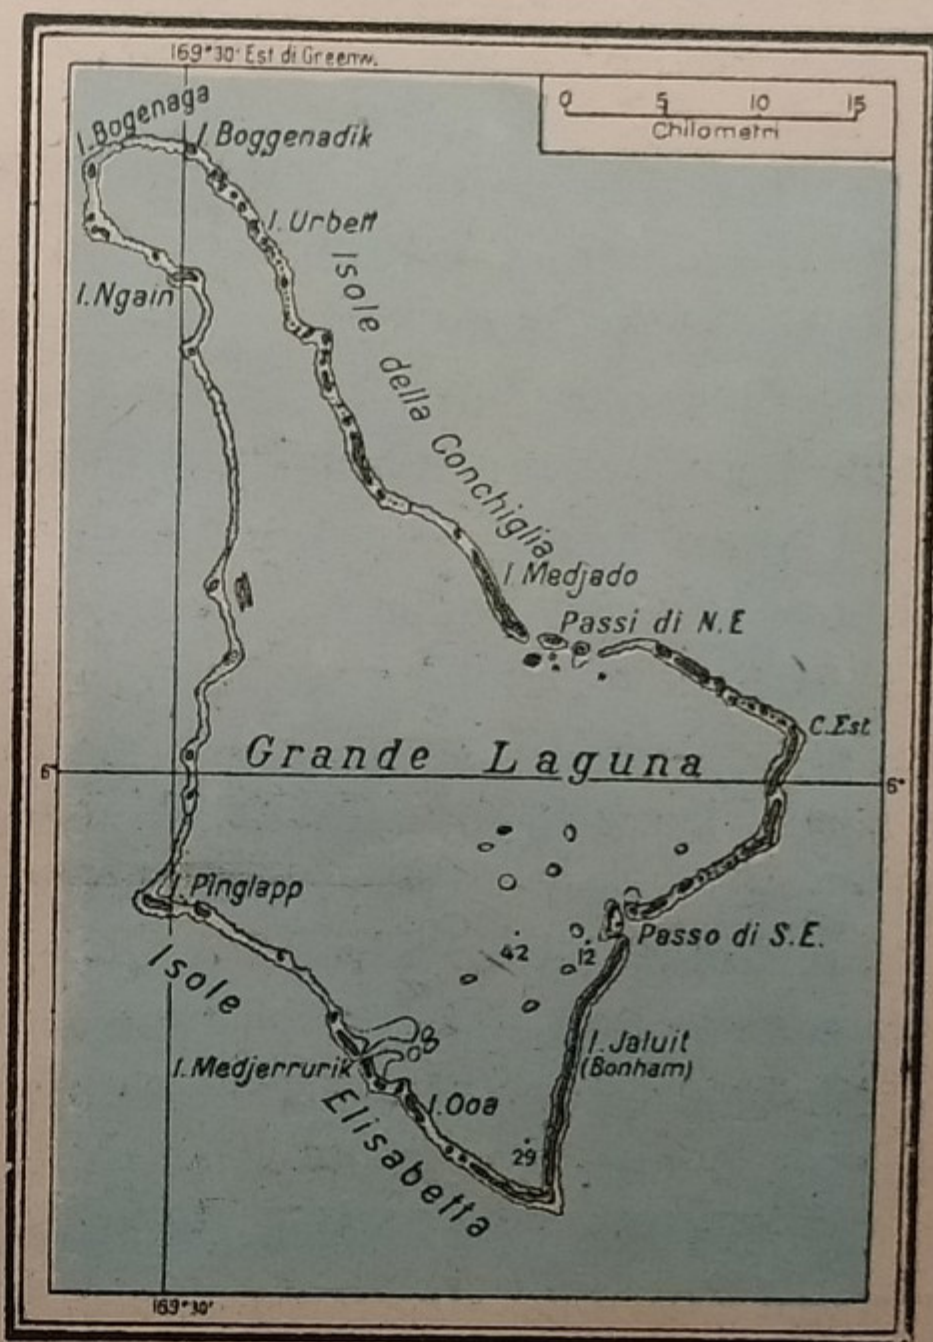 169°30' Est di Greenw.
0 5 10 15
Chilometri
I. Bogenaga
I. Boggenadik
I. Urbett
I. Ngain
Isole della Conchiglia
I. Medjado
Passi di N.E
C. Est
Grande Laguna
6°
6°
I. Pinglapp
Passo di S.E.
42
12
Isole Elisabetta
I. Jaluit
(Bonham)
I. Medjerrurik
I. Ooa
29
169°30'